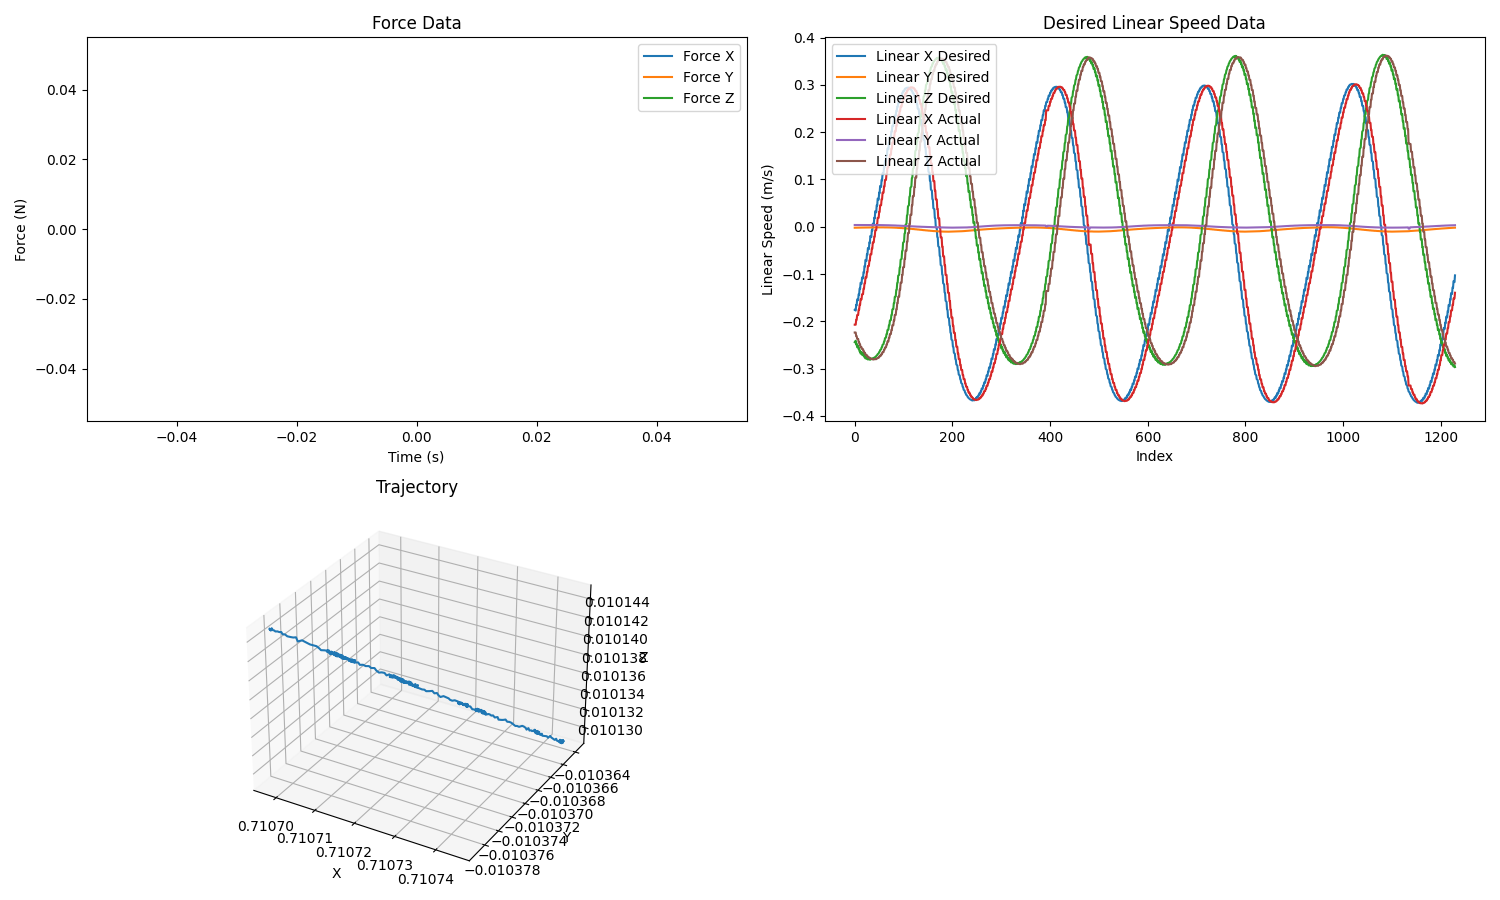 Force Data
Force X
Force Y
Force Z
0.04
0.02
0.00
−0.02
−0.04
Force (N)
−0.04
−0.02
0.00
0.02
0.04
Time (s)
Desired Linear Speed Data
Linear X Desired
Linear Y Desired
Linear Z Desired
Linear X Actual
Linear Y Actual
Linear Z Actual
0.4
0.3
0.2
0.1
0.0
−0.1
−0.2
−0.3
−0.4
Linear Speed (m/s)
0
200
400
600
800
1000
1200
Index
Trajectory
0.010144
0.010142
0.010140
0.010138
Z
0.010136
0.010134
0.010132
0.010130
−0.010364
−0.010366
−0.010368
−0.010370
−0.010372
−0.010374
−0.010376
−0.010378
Y
0.71070
0.71071
0.71072
0.71073
0.71074
X